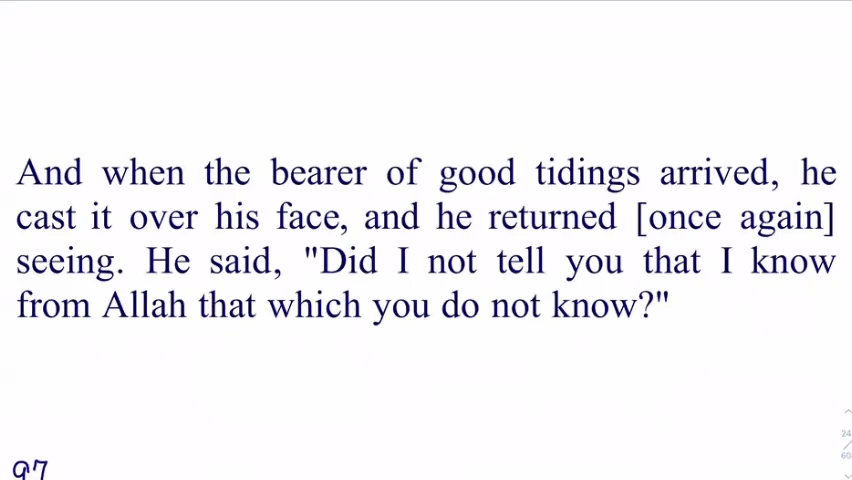 And when the bearer of good tidings arrived, he
cast it over his face, and he returned [once again]
seeing. He said, "Did I not tell you that I know
from Allah that which you do not know?"
24
60
97